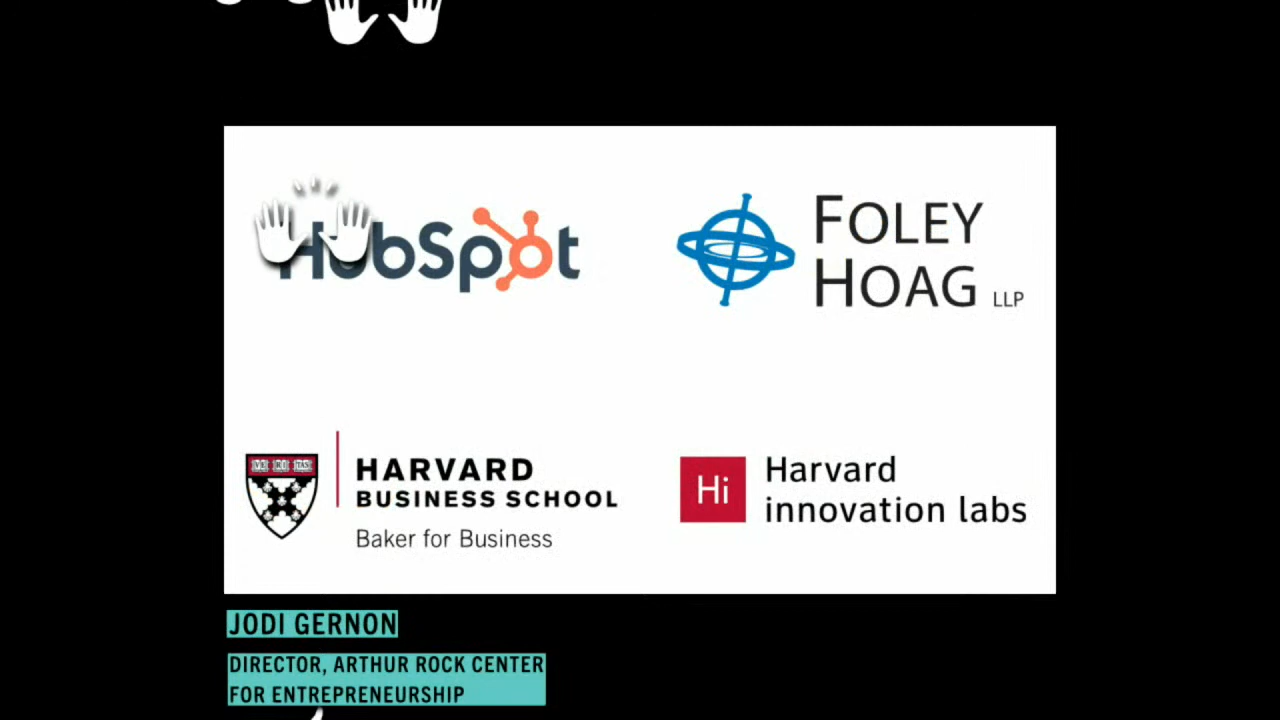 HubSpot
FOLEY
HOAG LLP
HARVARD
BUSINESS SCHOOL
Baker for Business
Hi
Harvard
innovation labs
JODI GERNON
DIRECTOR, ARTHUR ROCK CENTER
FOR ENTREPRENEURSHIP